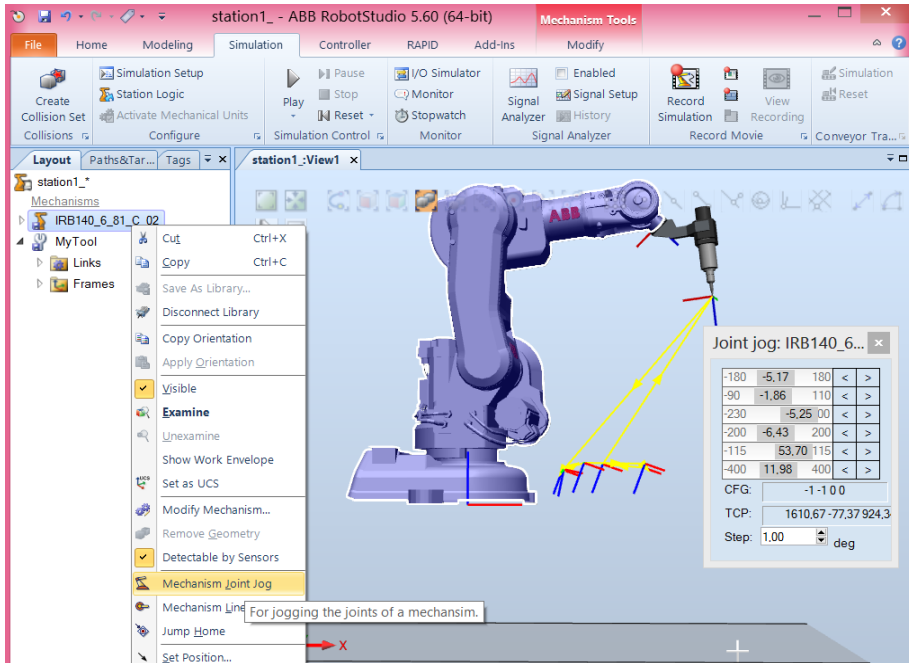 station1_ - ABB RobotStudio 5.60 (64-bit)
Mechanism Tools
File Home Modeling Simulation Controller RAPID Add-Ins Modify
Create Collision Set
Collisions
Simulation Setup
Station Logic
Activate Mechanical Units
Configure
Play
Pause
Stop
Reset
Simulation Control
I/O Simulator
Monitor
Stopwatch
Monitor
Signal Analyzer
Enabled
Signal Setup
History
Signal Analyzer
Record Simulation
View Recording
Record Movie
Simulation
Reset
Conveyor Tra...
Layout Paths&Tar... Tags
station1_:View1
station1_*
Mechanisms
IRB140_6_81_C_02
MyTool
Links
Frames
Cut Ctrl+X
Copy Ctrl+C
Save As Library...
Disconnect Library
Copy Orientation
Apply Orientation
Visible
Examine
Unexamine
Show Work Envelope
UCS Set as UCS
Modify Mechanism...
Remove Geometry
Detectable by Sensors
Mechanism Joint Jog
Mechanism Line
For jogging the joints of a mechansim.
Jump Home
Set Position...
ABB
X
Joint jog: IRB140_6...
-180 -5,17 180 < >
-90 -1,86 110 < >
-230 -5,25 00 < >
-200 -6,43 200 < >
-115 53,70 115 < >
-400 11,98 400 < >
CFG: -1 -1 0 0
TCP: 1610,67 -77,37 924,3
Step: 1,00 deg